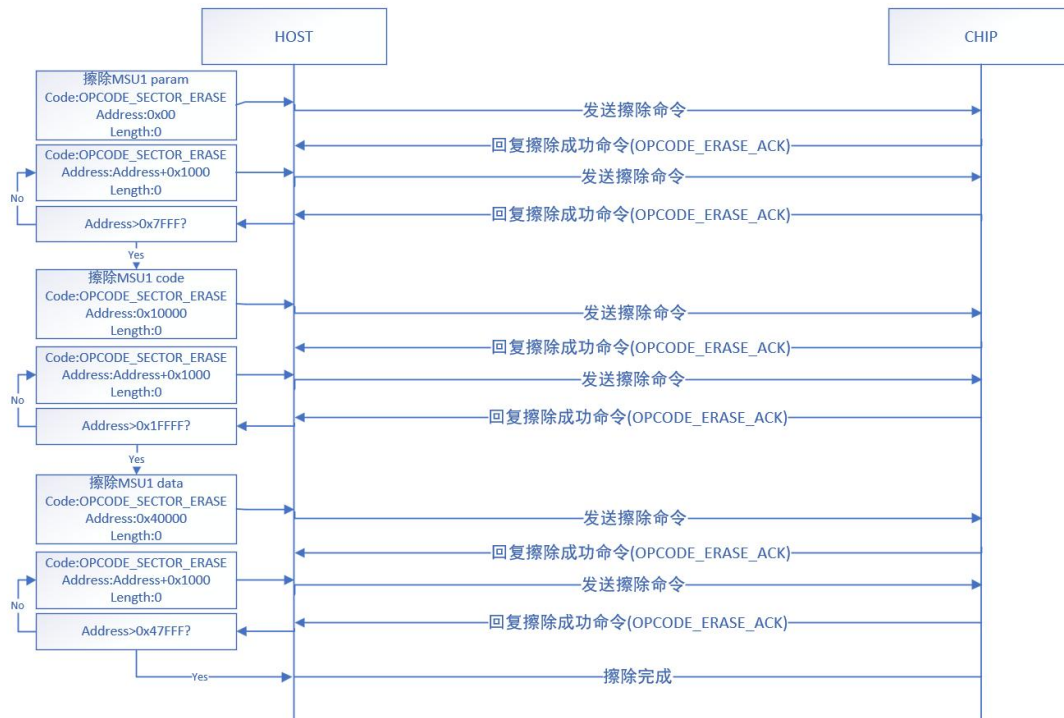 HOST
CHIP
擦除MSU1 param
Code:OPCODE_SECTOR_ERASE
Address:0x00
Length:0
发送擦除命令
回复擦除成功命令(OPCODE_ERASE_ACK)
Code:OPCODE_SECTOR_ERASE
Address:Address+0x1000
Length:0
发送擦除命令
No
回复擦除成功命令(OPCODE_ERASE_ACK)
Address>0x7FFF?
Yes
擦除MSU1 code
Code:OPCODE_SECTOR_ERASE
Address:0x10000
Length:0
发送擦除命令
回复擦除成功命令(OPCODE_ERASE_ACK)
Code:OPCODE_SECTOR_ERASE
Address:Address+0x1000
Length:0
发送擦除命令
No
回复擦除成功命令(OPCODE_ERASE_ACK)
Address>0x1FFFF?
Yes
擦除MSU1 data
Code:OPCODE_SECTOR_ERASE
Address:0x40000
Length:0
发送擦除命令
回复擦除成功命令(OPCODE_ERASE_ACK)
Code:OPCODE_SECTOR_ERASE
Address:Address+0x1000
Length:0
发送擦除命令
No
回复擦除成功命令(OPCODE_ERASE_ACK)
Address>0x47FFF?
Yes
擦除完成